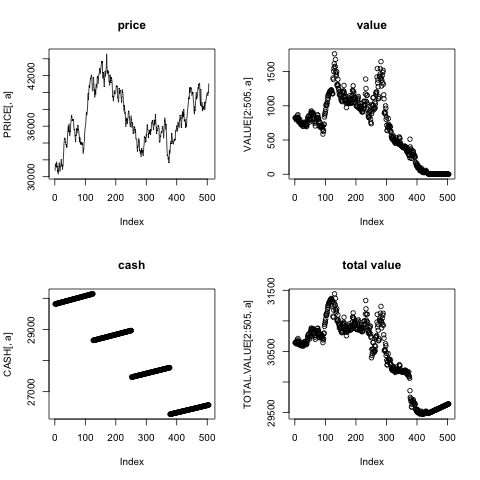 price
PRICE[, a]
30000 36000 42000
0 100 200 300 400 500
Index
value
VALUE[2:505, a]
0 500 1000 1500
0 100 200 300 400 500
Index
cash
CASH[, a]
27000 29000
0 100 200 300 400 500
Index
total value
TOTAL.VALUE[2:505, a]
29500 30500 31500
0 100 200 300 400 500
Index